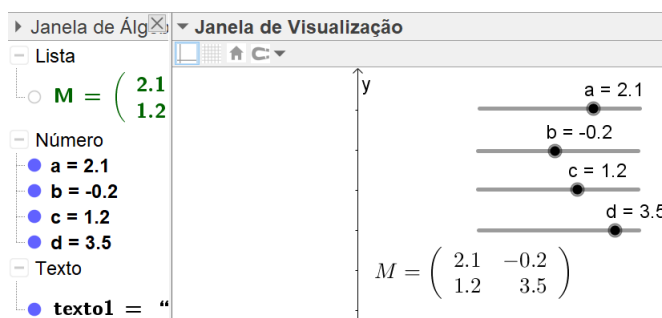 Janela de Álg
Lista
M = ( 2.1
1.2
Número
a = 2.1
b = -0.2
c = 1.2
d = 3.5
Texto
texto1 = “
Janela de Visualização
y
a = 2.1
b = -0.2
c = 1.2
d = 3.5
M = ( 2.1 −0.2
1.2 3.5 )